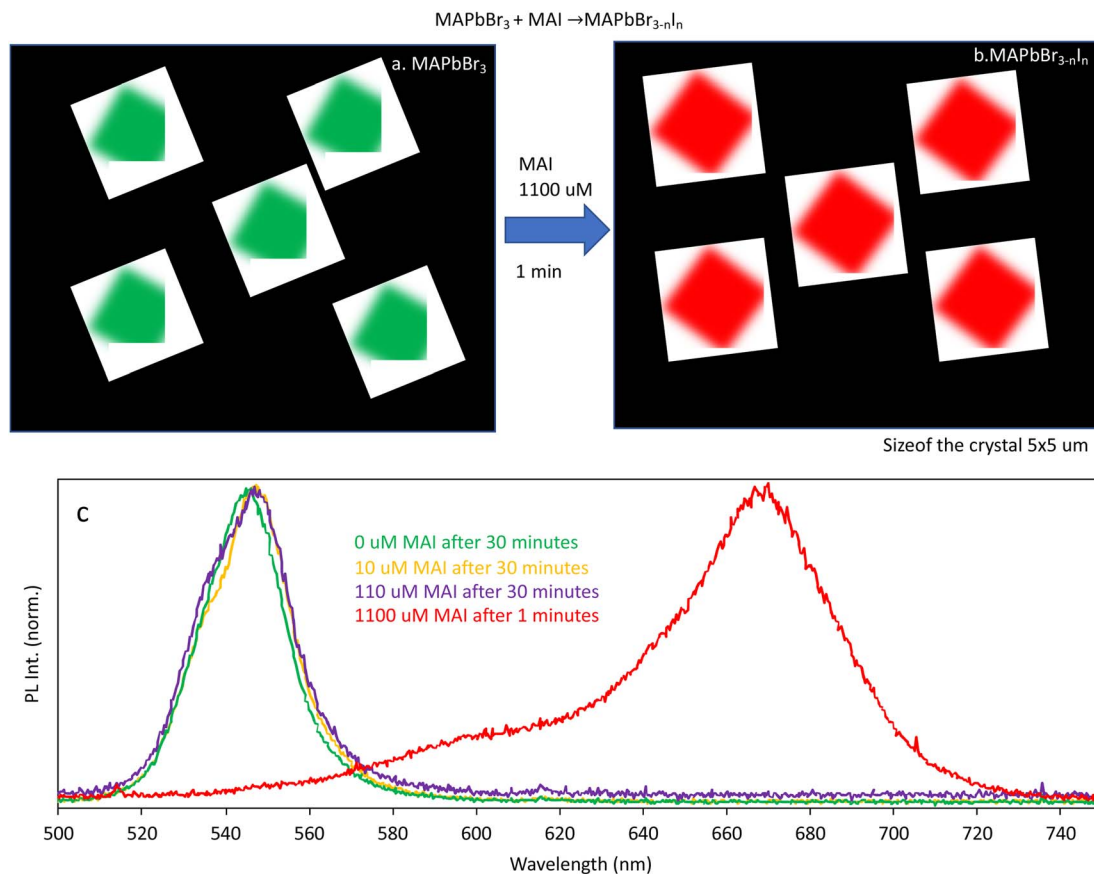 MAPbBr₃ + MAI →MAPbBr₃₋ₙIₙ
a. MAPbBr₃
b.MAPbBr₃₋ₙIₙ
MAI
1100 uM
1 min
Sizeof the crystal 5x5 um
c
0 uM MAI after 30 minutes
10 uM MAI after 30 minutes
110 uM MAI after 30 minutes
1100 uM MAI after 1 minutes
PL Int. (norm.)
500 520 540 560 580 600 620 640 660 680 700 720 740
Wavelength (nm)